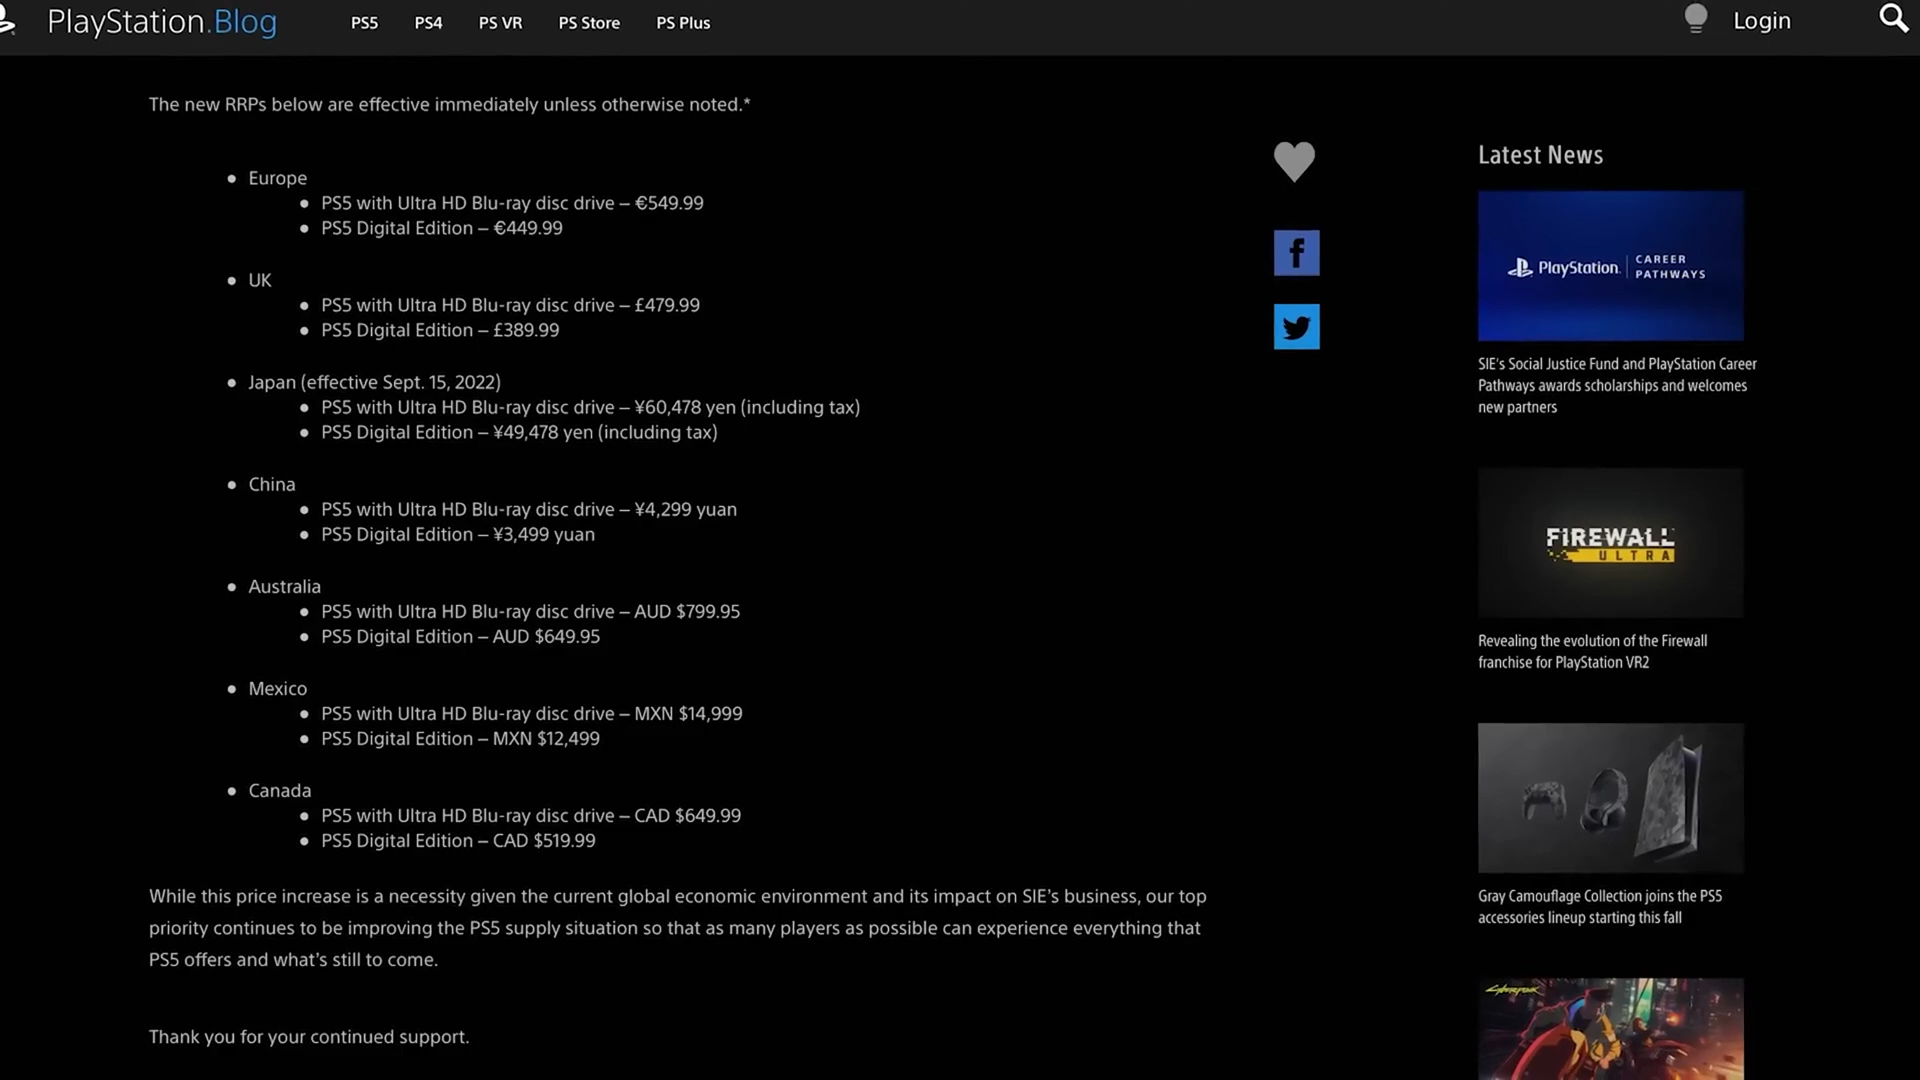 PlayStation.Blog
PS5
PS4
PS VR
PS Store
PS Plus
Login
The new RRPs below are effective immediately unless otherwise noted.*
Europe
PS5 with Ultra HD Blu-ray disc drive – €549.99
PS5 Digital Edition – €449.99
UK
PS5 with Ultra HD Blu-ray disc drive – £479.99
PS5 Digital Edition – £389.99
Japan (effective Sept. 15, 2022)
PS5 with Ultra HD Blu-ray disc drive – ¥60,478 yen (including tax)
PS5 Digital Edition – ¥49,478 yen (including tax)
China
PS5 with Ultra HD Blu-ray disc drive – ¥4,299 yuan
PS5 Digital Edition – ¥3,499 yuan
Australia
PS5 with Ultra HD Blu-ray disc drive – AUD $799.95
PS5 Digital Edition – AUD $649.95
Mexico
PS5 with Ultra HD Blu-ray disc drive – MXN $14,999
PS5 Digital Edition – MXN $12,499
Canada
PS5 with Ultra HD Blu-ray disc drive – CAD $649.99
PS5 Digital Edition – CAD $519.99
While this price increase is a necessity given the current global economic environment and its impact on SIE’s business, our top
priority continues to be improving the PS5 supply situation so that as many players as possible can experience everything that
PS5 offers and what’s still to come.
Thank you for your continued support.
Latest News
PlayStation.
CAREER
PATHWAYS
SIE’s Social Justice Fund and PlayStation Career
Pathways awards scholarships and welcomes
new partners
FIREWALL
ULTRA
Revealing the evolution of the Firewall
franchise for PlayStation VR2
Gray Camouflage Collection joins the PS5
accessories lineup starting this fall
Cyberpunk